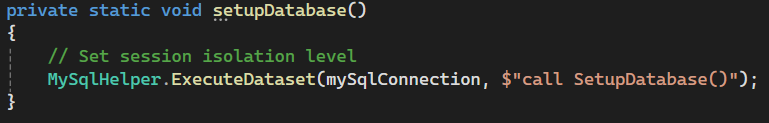 private static void setupDatabase()
{
    // Set session isolation level
    MySqlHelper.ExecuteDataset(mySqlConnection, $"call SetupDatabase()");
}